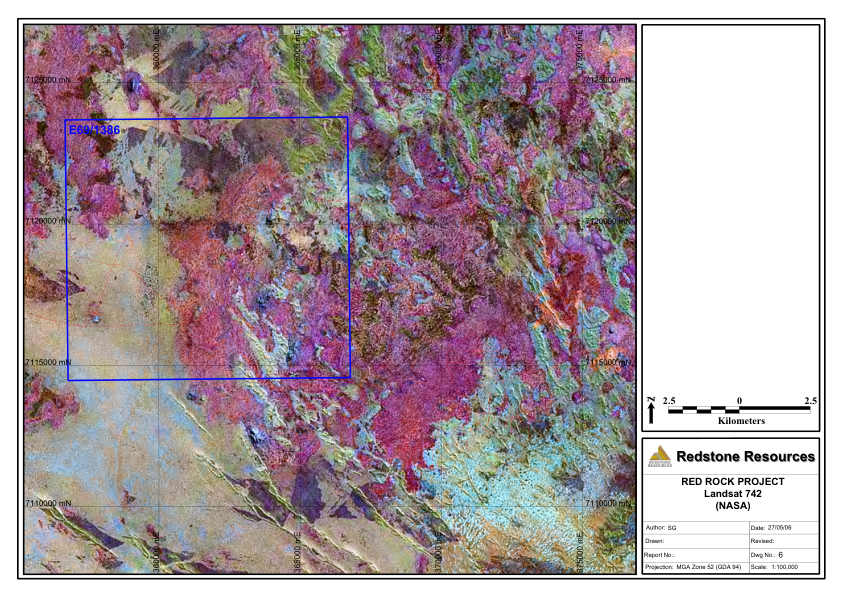 360000 mE
365000 mE
370000 mE
375000 mE
7125000 mN
7125000 mN
E69/1386
7120000 mN
7120000 mN
7115000 mN
7115000 mN
7110000 mN
7110000 mN
360000 mE
365000 mE
370000 mE
375000 mE
N
2.5 0 2.5
Kilometers
REDSTONE
RESOURCES
Redstone Resources
RED ROCK PROJECT
Landsat 742
(NASA)
Author: SG Date: 27/05/06
Drawn: Revised:
Report No.: Dwg No.: 6
Projection: MGA Zone 52 (GDA 94) Scale: 1:100,000